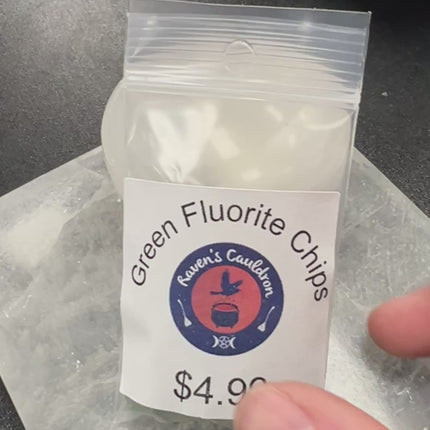 Green Fluorite Chips
Raven's Cauldron
$4.9